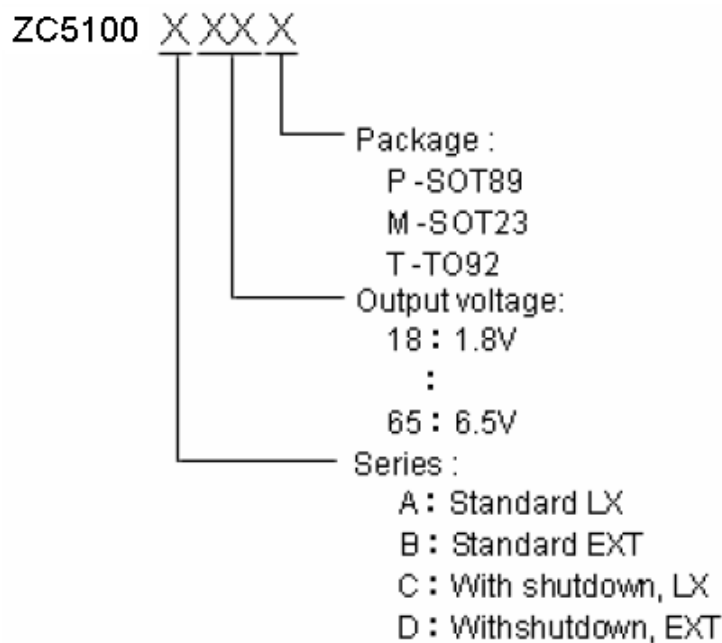 ZC5100 X XX X
Package :
P -SOT89
M -SOT23
T -TO92
Output voltage:
18 : 1.8V
:
65 : 6.5V
Series :
A : Standard LX
B : Standard EXT
C : With shutdown, LX
D : Withshutdown, EXT